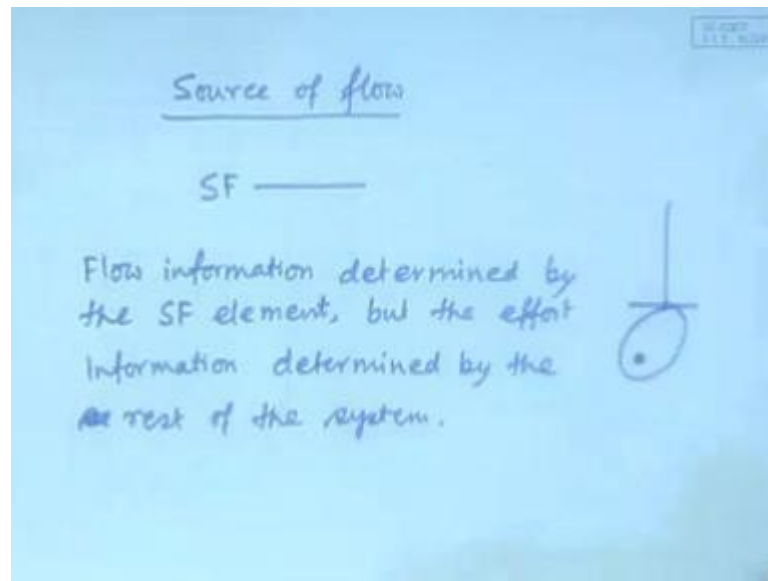 Source of flow
SF
Flow information determined by
the SF element, but the effort
Information determined by the
rest of the system.